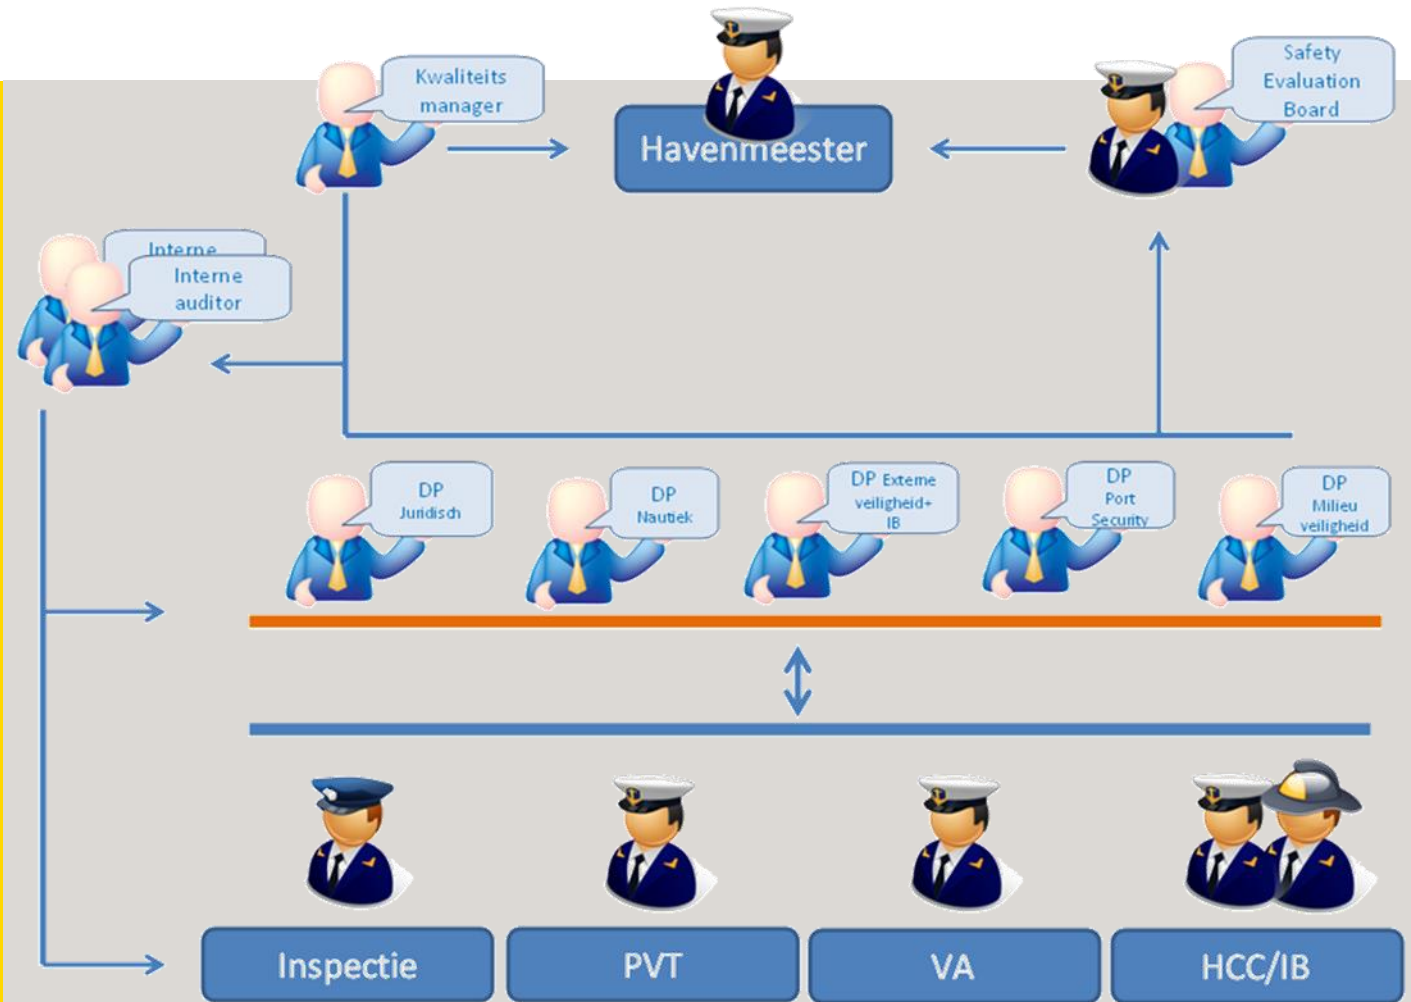 Kwaliteits
manager
Havenmeester
Safety
Evaluation
Board
Interne
Interne
auditor
DP
Juridisch
DP
Nautiek
DP Externe
veiligheid+
IB
DP
Port
Security
DP
Milieu
veiligheid
Inspectie
PVT
VA
HCC/IB